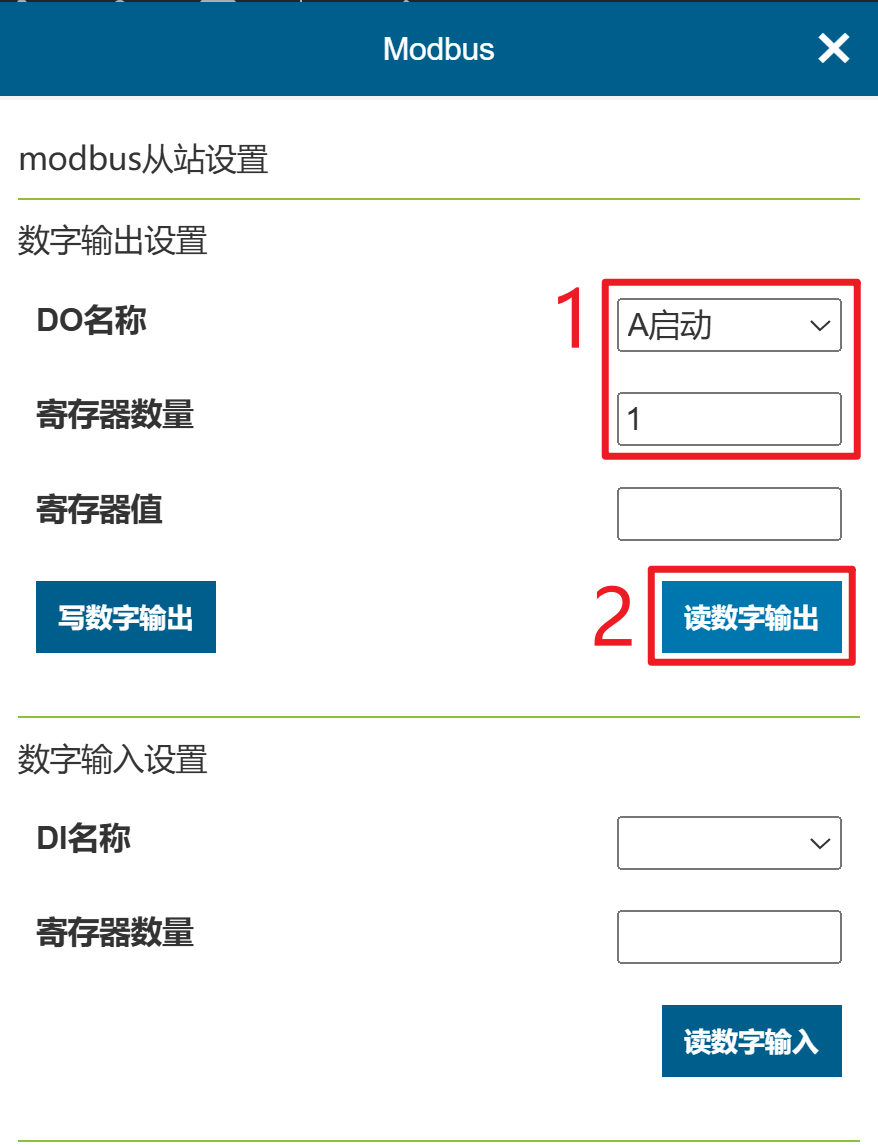 Modbus
modbus从站设置
数字输出设置
DO名称
1
A启动
寄存器数量
1
寄存器值
写数字输出
2
读数字输出
数字输入设置
DI名称
寄存器数量
读数字输入